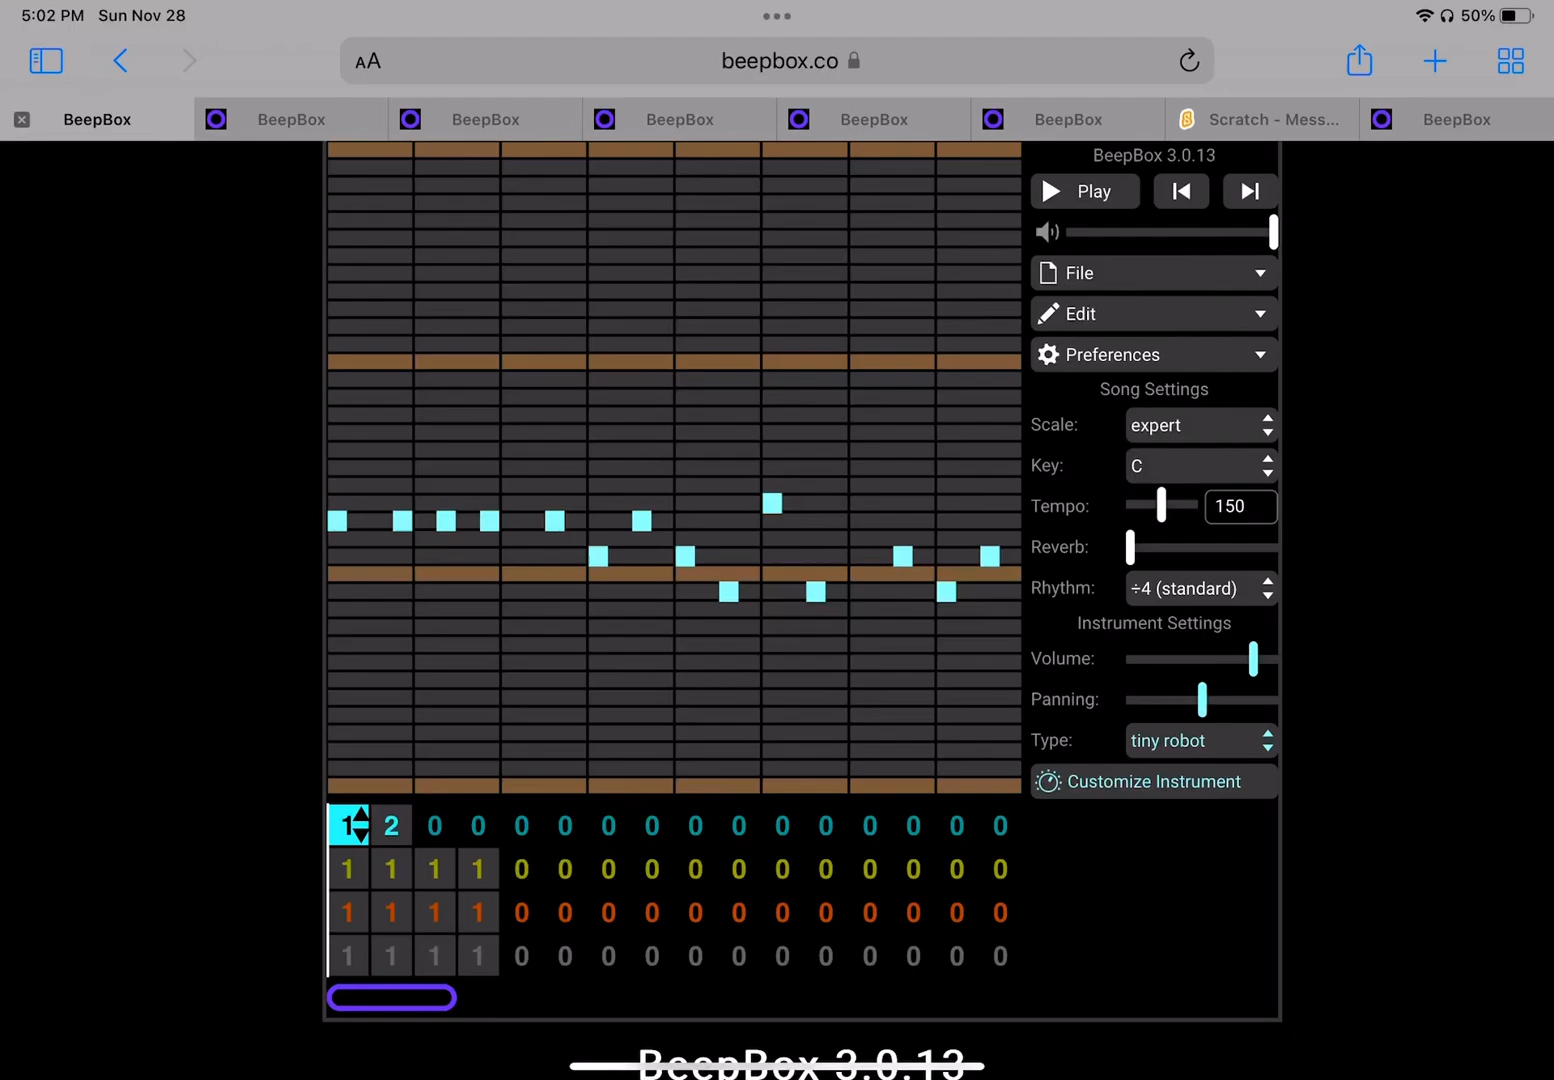 5:02 PM Sun Nov 28
50%
AA
beepbox.co
BeepBox BeepBox BeepBox BeepBox BeepBox BeepBox Scratch - Mess... BeepBox
BeepBox 3.0.13
Play
File
Edit
Preferences
Song Settings
Scale: expert
Key: C
Tempo: 150
Reverb:
Rhythm: ÷4 (standard)
Instrument Settings
Volume:
Panning:
Type: tiny robot
Customize Instrument
1 2 0 0 0 0 0 0 0 0 0 0 0 0 0 0
1 1 1 1 0 0 0 0 0 0 0 0 0 0 0 0
1 1 1 1 0 0 0 0 0 0 0 0 0 0 0 0
1 1 1 1 0 0 0 0 0 0 0 0 0 0 0 0
BeepBox 3.0.13